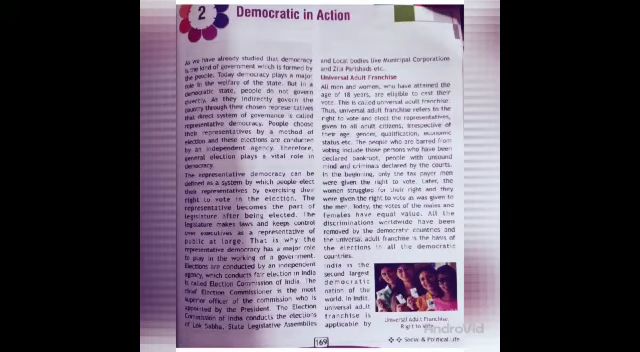 2
Democratic in Action
As we have already studied that democracy
is the kind of government which is formed by
the people. Today democracy plays a major
role in the welfare of the state. But in a
democratic state, people do not govern
directly. As they indirectly govern the
country through their chosen representatives
that direct system of governance is called
representative democracy. People choose
their representatives by a method of
election and these elections are conducted
by an independent agency. Therefore,
general election plays a vital role in
democracy.
The representative democracy can be
defined as a system by which people elect
their representatives by exercising their
right to vote in the election. The
representative becomes the part of
legislature after being elected. The
legislature makes laws and keeps control
over executives as a representative of
public at large. That is why the
representative democracy has a major role
to play in the working of a government.
Elections are conducted by an independent
agency, which conducts fair election in India
is called Election Commission of India. The
chief Election Commissioner is the most
superior officer of the commission who is
appointed by the President. The Election
Commission of India conducts the elections
of Lok Sabha, State Legislative Assemblies
and Local bodies like Municipal Corporations
and Zila Parishads etc.
Universal Adult Franchise
All men and women, who have attained the
age of 18 years, are eligible to cast their
vote. This is called universal adult franchise.
Thus, universal adult franchise refers to the
right to vote and elect the representatives,
given to all adult citizens, irrespective of
their age, gender, qualification, economic
status etc. The people who are barred from
voting include those persons who have been
declared bankrupt, people with unsound
mind and criminals declared by the courts.
In the beginning, only the tax payer men
were given the right to vote. Later, the
women struggled for their right and they
were given the right to vote as was given to
the men. Today, the votes of the males and
females have equal value. All the
discriminations worldwide have been
removed by the democratic countries and
the universal adult franchise is the basis of
the elections in all the democratic
countries.
India is the
second largest
democratic
nation of the
world. In India,
universal adult
franchise is
applicable by
Universal Adult Franchise,
Right to Vote
169
Social & Political Life
AndroVid